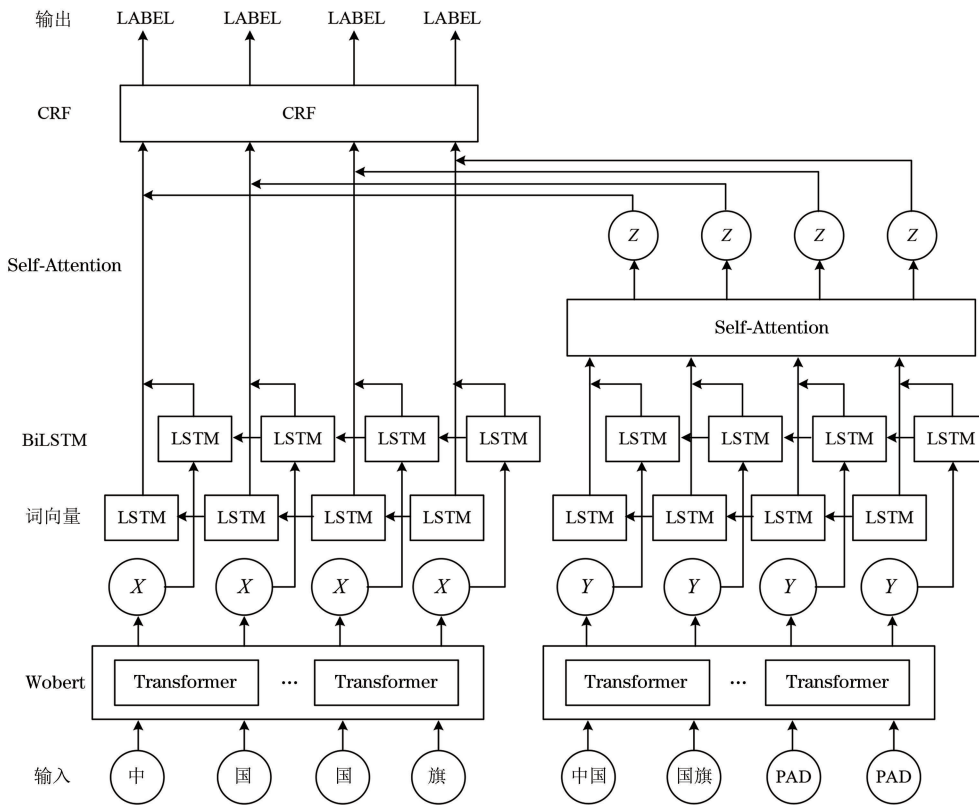 输出 LABEL LABEL LABEL LABEL
CRF CRF
Z Z Z Z
Self-Attention
Self-Attention
BiLSTM LSTM LSTM LSTM LSTM LSTM LSTM LSTM LSTM
词向量 LSTM LSTM LSTM LSTM LSTM LSTM LSTM LSTM
X X X X Y Y Y Y
Wobert Transformer ... Transformer Transformer ... Transformer
输入 中 国 国 旗 中国 国旗 PAD PAD